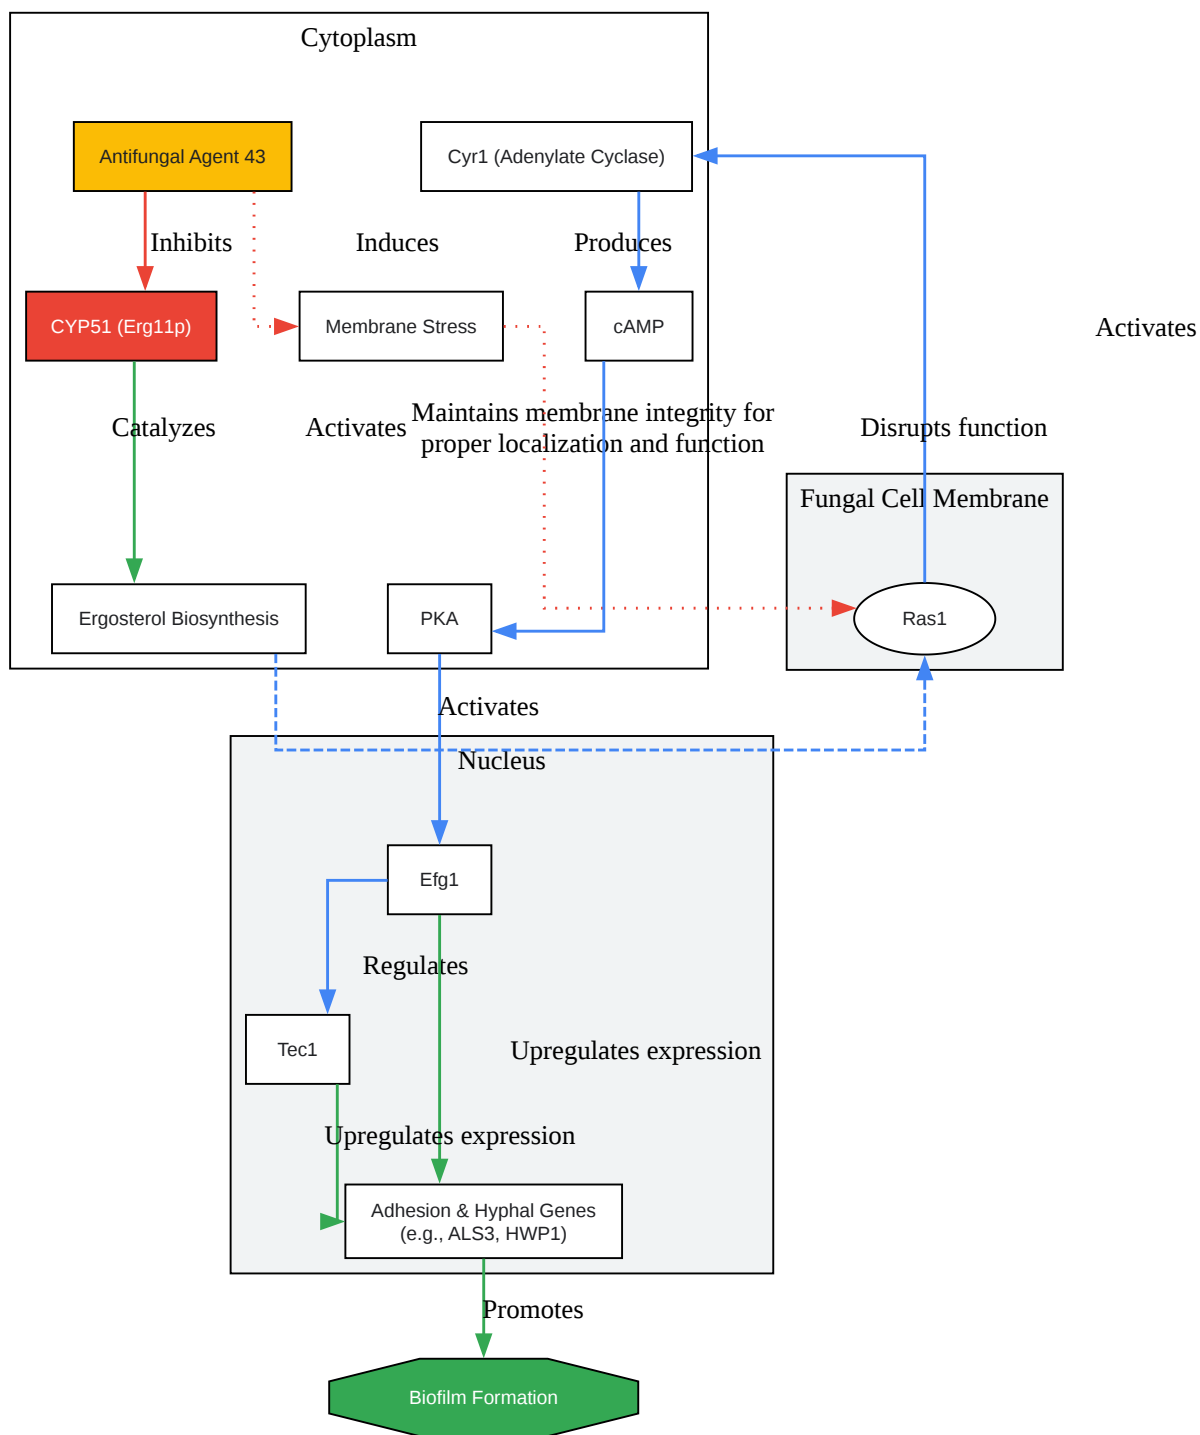 Cytoplasm
Antifungal Agent 43
Cyr1 (Adenylate Cyclase)
Inhibits
Induces
Produces
CYP51 (Erg11p)
Membrane Stress
cAMP
Activates
Catalyzes
Activates
Maintains membrane integrity for
proper localization and function
Disrupts function
Fungal Cell Membrane
Ergosterol Biosynthesis
PKA
Ras1
Activates
Nucleus
Efg1
Regulates
Tec1
Upregulates expression
Upregulates expression
Adhesion & Hyphal Genes
(e.g., ALS3, HWP1)
Promotes
Biofilm Formation